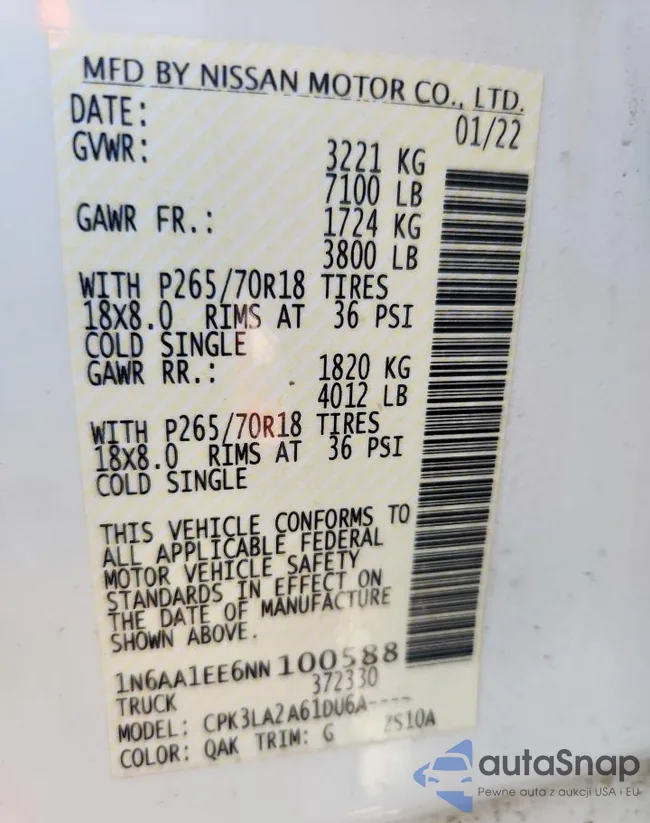 MFD BY NISSAN MOTOR CO., LTD.
DATE: 01/22
GVWR: 3221 KG
7100 LB
GAWR FR.: 1724 KG
3800 LB
WITH P265/70R18 TIRES
18X8.0 RIMS AT 36 PSI
COLD SINGLE
GAWR RR.: 1820 KG
4012 LB
WITH P265/70R18 TIRES
18X8.0 RIMS AT 36 PSI
COLD SINGLE
THIS VEHICLE CONFORMS TO
ALL APPLICABLE FEDERAL
MOTOR VEHICLE SAFETY
STANDARDS IN EFFECT ON
THE DATE OF MANUFACTURE
SHOWN ABOVE.
1N6AA1EE6NN100588
TRUCK 372330
MODEL: CPK3LA2A61DU6A----
COLOR: QAK TRIM: G ZS10A
autaSnap
Pewne auta z aukcji USA i EU